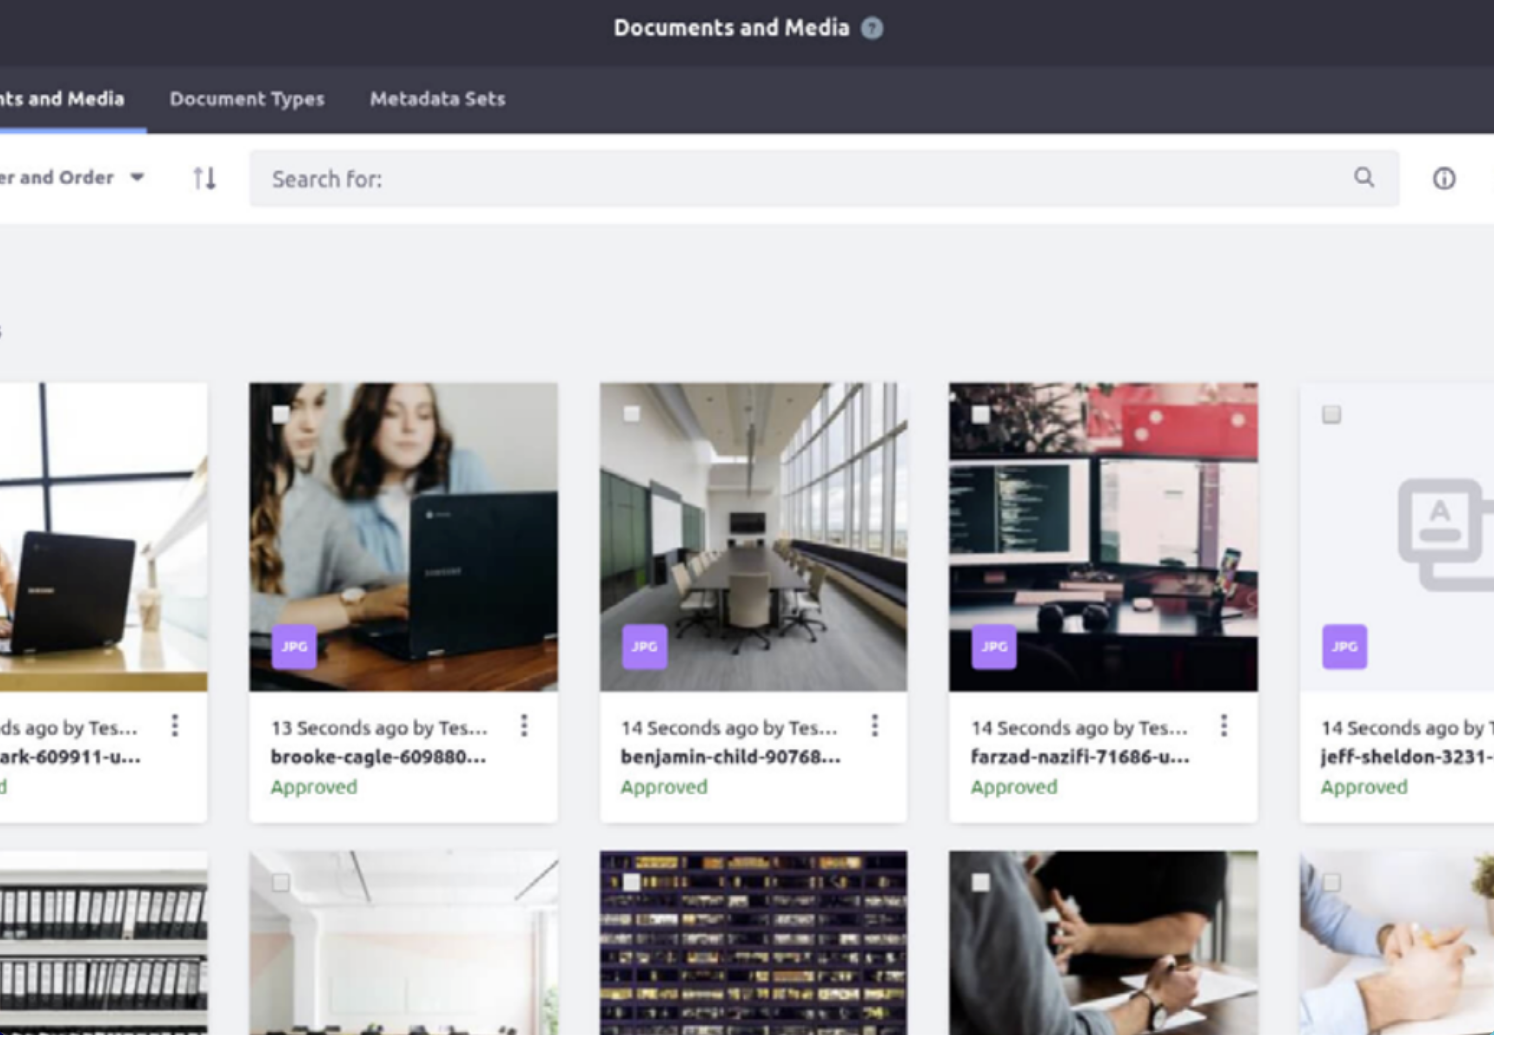 Documents and Media ?
nts and Media Document Types Metadata Sets
er and Order Search for:
JPG JPG JPG JPG
A
SAMSUNG
ds ago by Tes... 13 Seconds ago by Tes... 14 Seconds ago by Tes... 14 Seconds ago by Tes... 14 Seconds ago by T
ark-609911-u... brooke-cagle-609880... benjamin-child-90768... farzad-nazifi-71686-u... jeff-sheldon-3231-
d Approved Approved Approved Approved